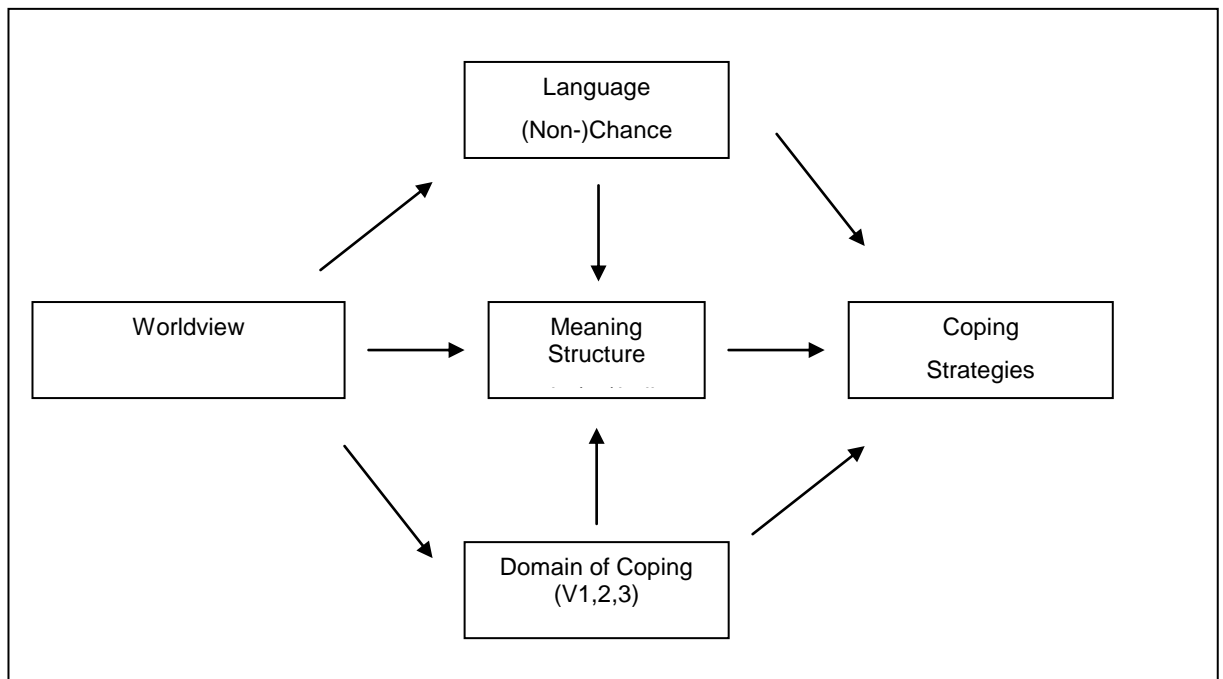 Language
(Non-)Chance
Worldview
Meaning
Structure
Coping
Strategies
Domain of Coping
(V1,2,3)